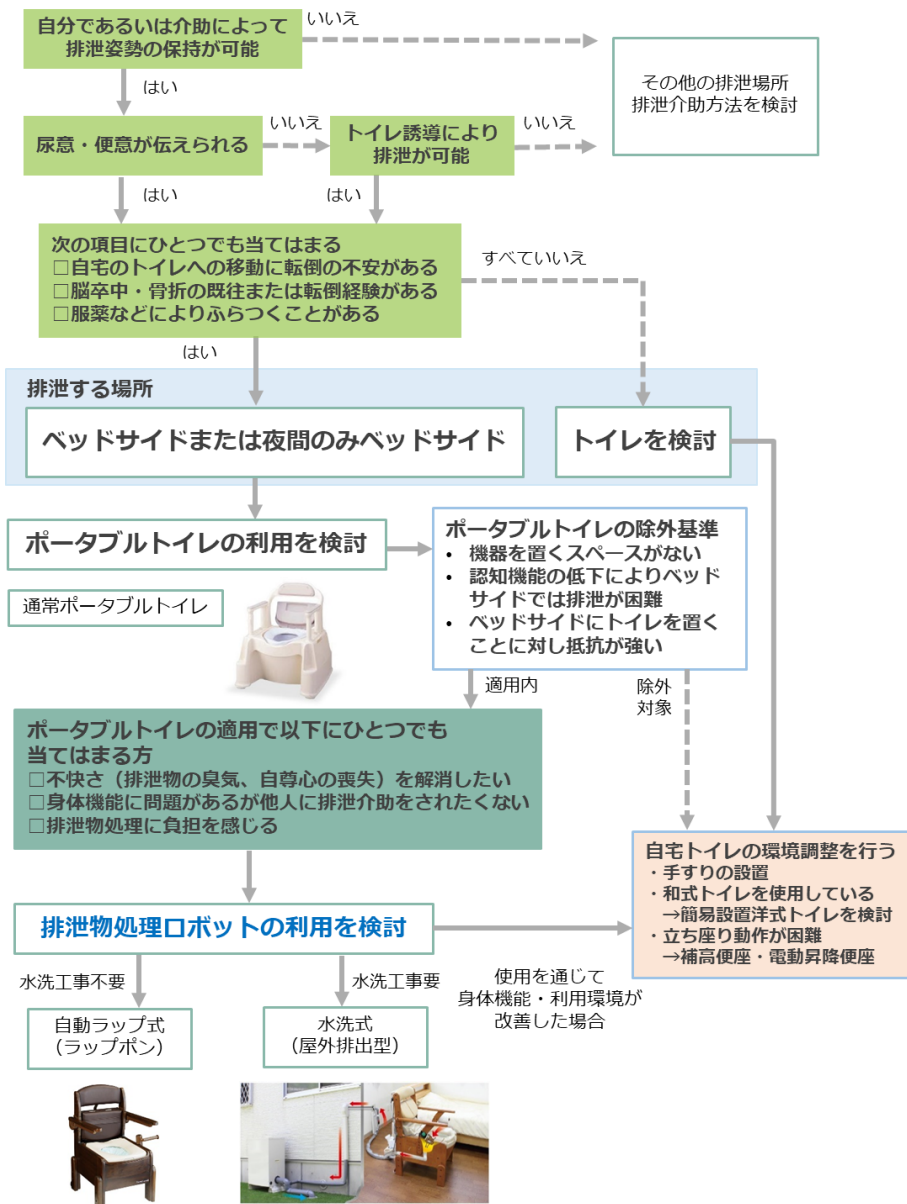 自分であるいは介助によって
排泄姿勢の保持が可能
いいえ
その他の排泄場所
排泄介助方法を検討
はい
尿意・便意が伝えられる
いいえ
トイレ誘導により
排泄が可能
いいえ
はい
はい
次の項目にひとつでも当てはまる
□自宅のトイレへの移動に転倒の不安がある
□脳卒中・骨折の既往または転倒経験がある
□服薬などによりふらつくことがある
すべていいえ
はい
排泄する場所
ベッドサイドまたは夜間のみベッドサイド
トイレを検討
ポータブルトイレの利用を検討
ポータブルトイレの除外基準
• 機器を置くスペースがない
• 認知機能の低下によりベッド
サイドでは排泄が困難
• ベッドサイドにトイレを置く
ことに対し抵抗が強い
通常ポータブルトイレ
適用内
除外
対象
ポータブルトイレの適用で以下にひとつでも
当てはまる方
□不快さ（排泄物の臭気、自尊心の喪失）を解消したい
□身体機能に問題があるが他人に排泄介助をされたくない
□排泄物処理に負担を感じる
自宅トイレの環境調整を行う
・手すりの設置
・和式トイレを使用している
→簡易設置洋式トイレを検討
・立ち座り動作が困難
→補高便座・電動昇降便座
排泄物処理ロボットの利用を検討
使用を通じて
身体機能・利用環境が
改善した場合
水洗工事不要
水洗工事要
自動ラップ式
（ラップポン）
水洗式
（屋外排出型）